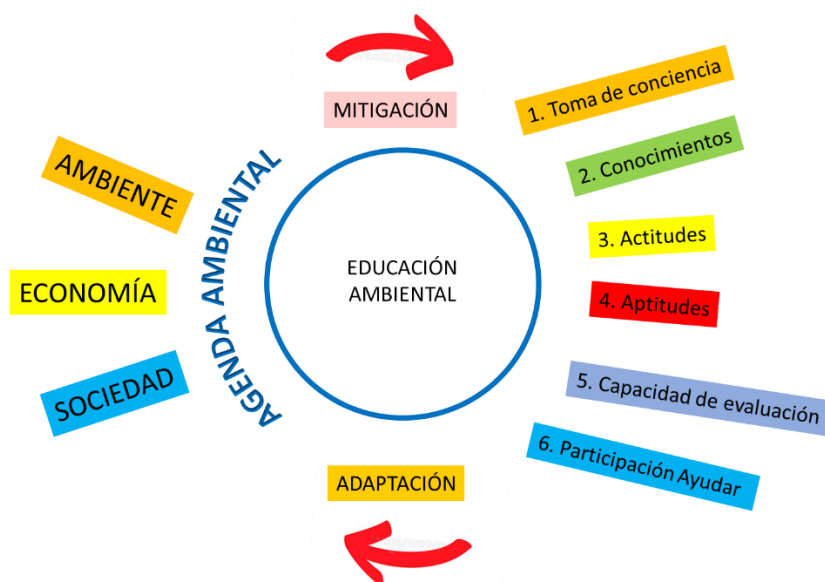 MITIGACIÓN
AMBIENTE
ECONOMÍA
SOCIEDAD
AGENDA AMBIENTAL
EDUCACIÓN
AMBIENTAL
1. Toma de conciencia
2. Conocimientos
3. Actitudes
4. Aptitudes
5. Capacidad de evaluación
6. Participación Ayudar
ADAPTACIÓN